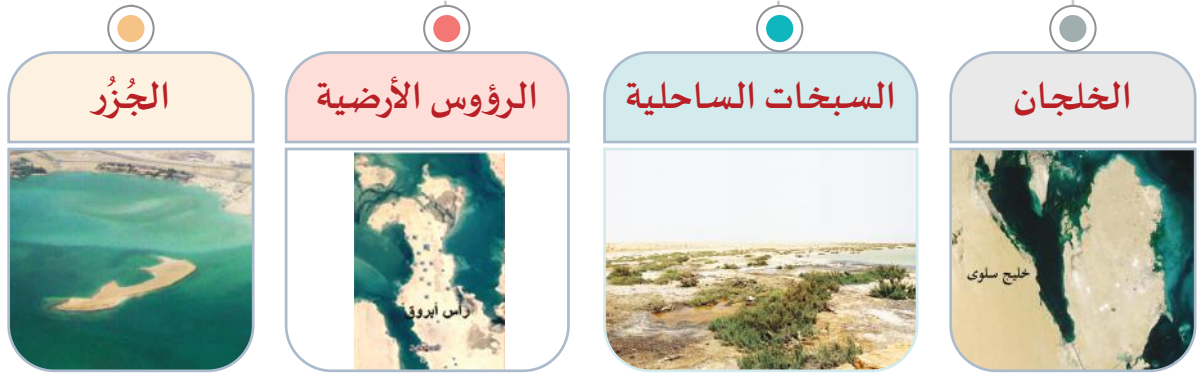 الخلجان
السبخات الساحلية
الرؤوس الأرضية
الجُزُر
خليج سلوى
رأس أبروق